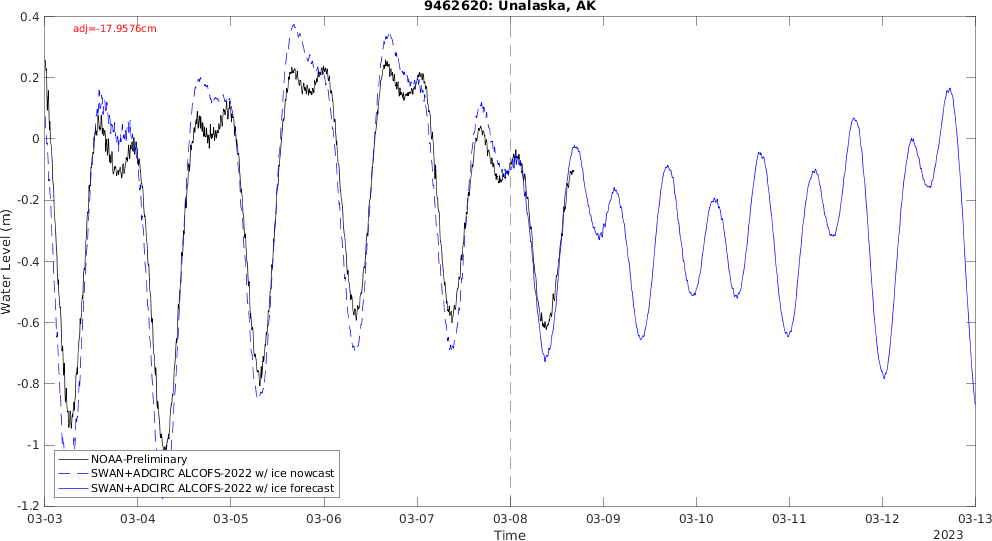 9462620: Unalaska, AK
adj=-17.9576cm
0.4
0.2
0
-0.2
-0.4
-0.6
-0.8
-1
-1.2
Water Level (m)
NOAA-Preliminary
SWAN+ADCIRC ALCOFS-2022 w/ ice nowcast
SWAN+ADCIRC ALCOFS-2022 w/ ice forecast
03-03 03-04 03-05 03-06 03-07 03-08 03-09 03-10 03-11 03-12 03-13
Time
2023